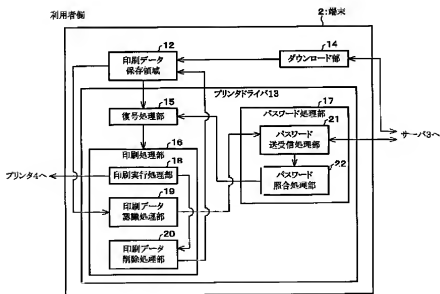 利用者側
2:端末
12
印刷データ
保存領域
14
ダウンロード部
プリンタドライバ13
15
復号処理部
17
パスワード処理部
21
パスワード
送受信処理部
サーバ3へ
22
パスワード
照合処理部
16
印刷処理部
18
印刷実行処理部
プリンタ4へ
19
印刷データ
認識処理部
20
印刷データ
削除処理部